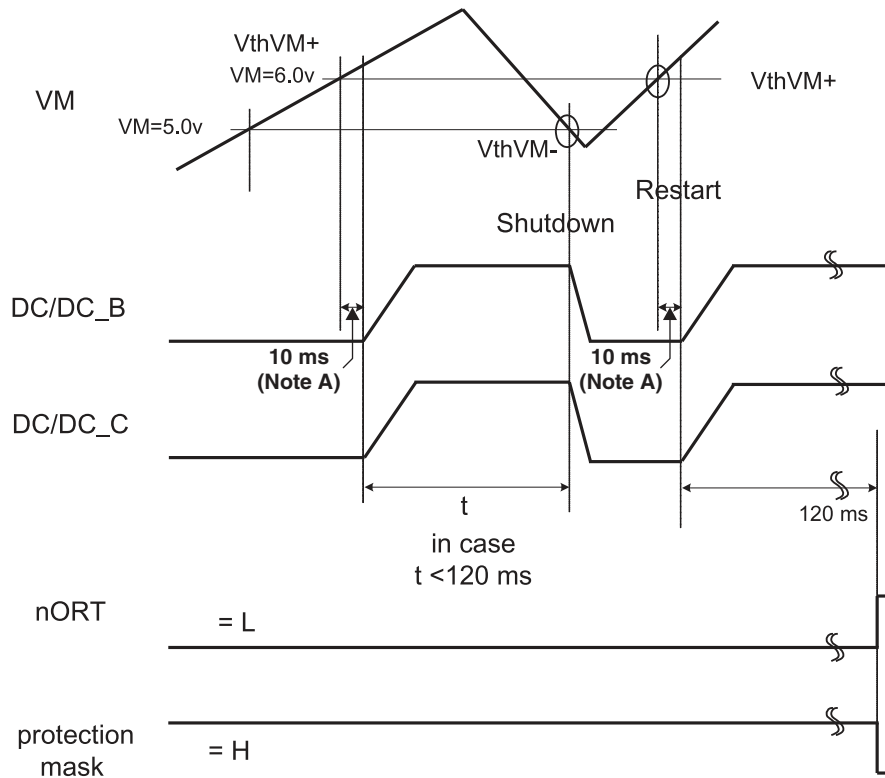 VthVM+
VM=6.0v
VM
VthVM+
VM=5.0v
VthVM-
Restart
Shutdown
DC/DC_B
10 ms
(Note A)
10 ms
(Note A)
DC/DC_C
t
120 ms
in case
t <120 ms
nORT
= L
protection
mask
= H